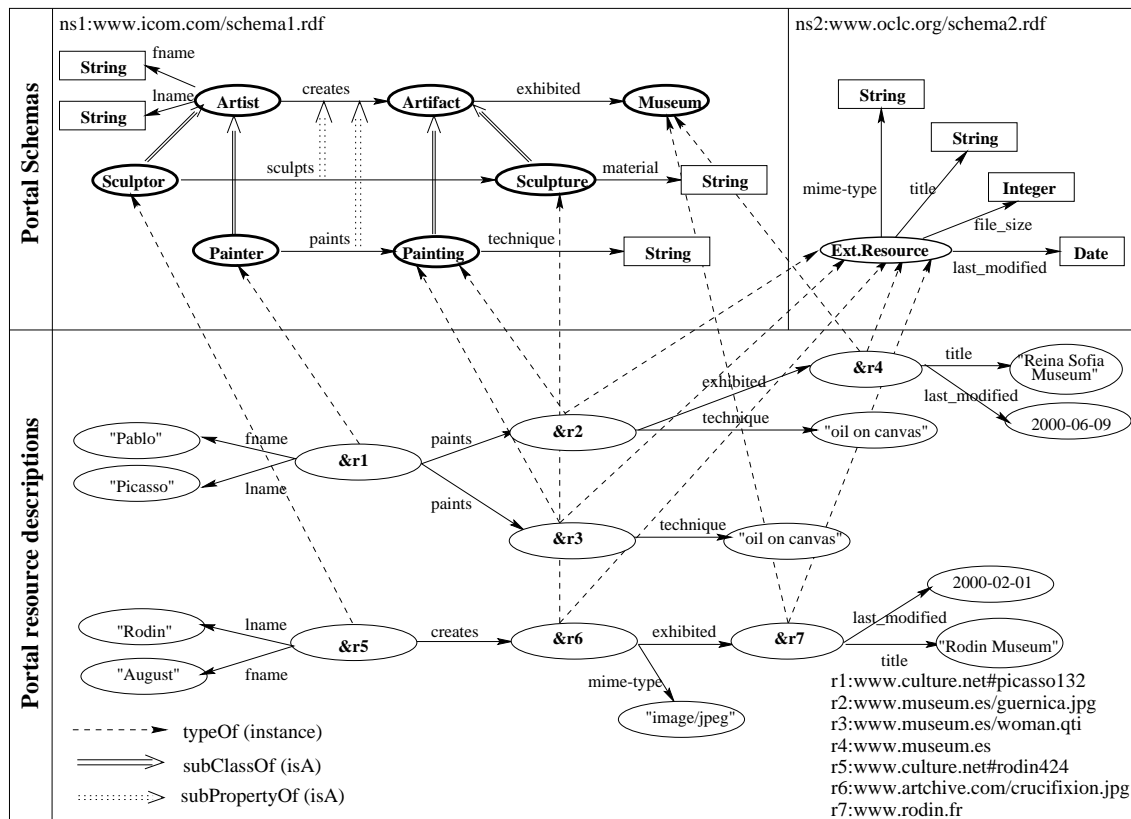 ns1:www.icom.com/schema1.rdf
ns2:www.oclc.org/schema2.rdf
Portal Schemas
fname
String
lname
String
Artist
creates
Artifact
exhibited
Museum
Sculptor
sculpts
Sculpture
material
String
Painter
paints
Painting
technique
String
String
String
mime-type
title
Integer
file_size
Ext.Resource
last_modified
Date
Portal resource descriptions
&r4
title
"Reina Sofia
Museum"
last_modified
2000-06-09
exhibited
"Pablo"
fname
&r1
paints
&r2
technique
"oil on canvas"
"Picasso"
lname
paints
&r3
technique
"oil on canvas"
"Rodin"
lname
&r5
creates
&r6
exhibited
&r7
last_modified
2000-02-01
"Rodin Museum"
title
"August"
fname
mime-type
"image/jpeg"
typeOf (instance)
subClassOf (isA)
subPropertyOf (isA)
r1:www.culture.net#picasso132
r2:www.museum.es/guernica.jpg
r3:www.museum.es/woman.qti
r4:www.museum.es
r5:www.culture.net#rodin424
r6:www.artchive.com/crucifixion.jpg
r7:www.rodin.fr